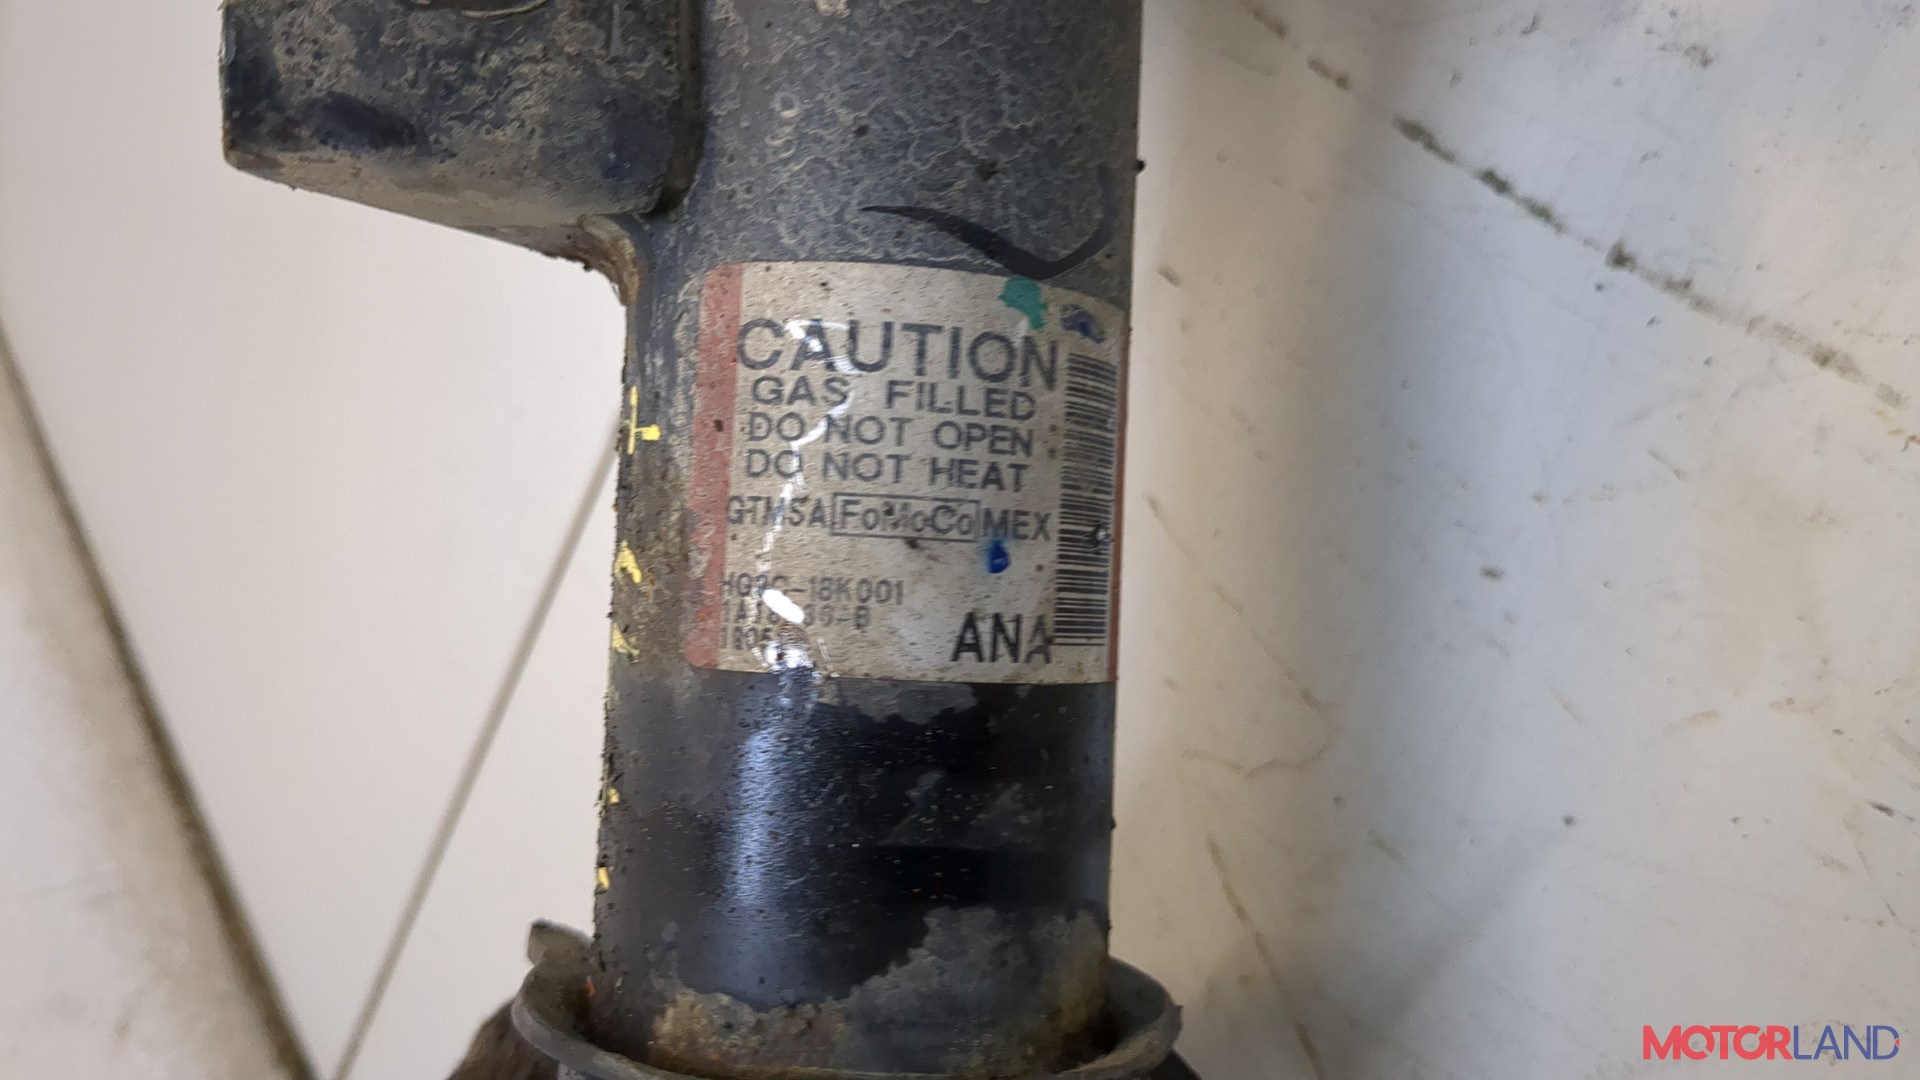 CAUTION
GAS FILLED
DO NOT OPEN
DO NOT HEAT
GTMSA FoMoCo MEX
ANA
MOTORLAND